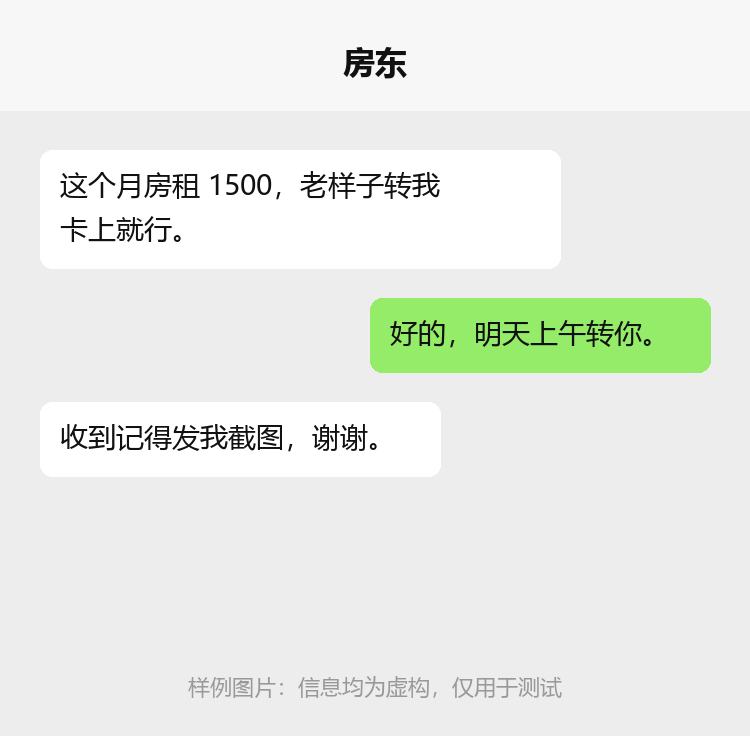 房东
这个月房租 1500，老样子转我
卡上就行。
好的，明天上午转你。
收到记得发我截图，谢谢。
样例图片：信息均为虚构，仅用于测试